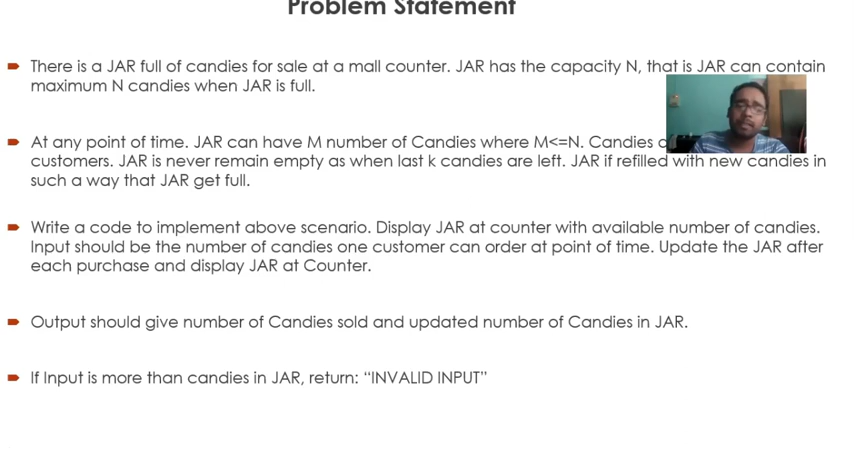 Problem Statement
There is a JAR full of candies for sale at a mall counter. JAR has the capacity N, that is JAR can contain
maximum N candies when JAR is full.
At any point of time. JAR can have M number of Candies where M<=N. Candies
customers. JAR is never remain empty as when last k candies are left. JAR if refilled with new candies in
such a way that JAR get full.
Write a code to implement above scenario. Display JAR at counter with available number of candies.
Input should be the number of candies one customer can order at point of time. Update the JAR after
each purchase and display JAR at Counter.
Output should give number of Candies sold and updated number of Candies in JAR.
If Input is more than candies in JAR, return: “INVALID INPUT”